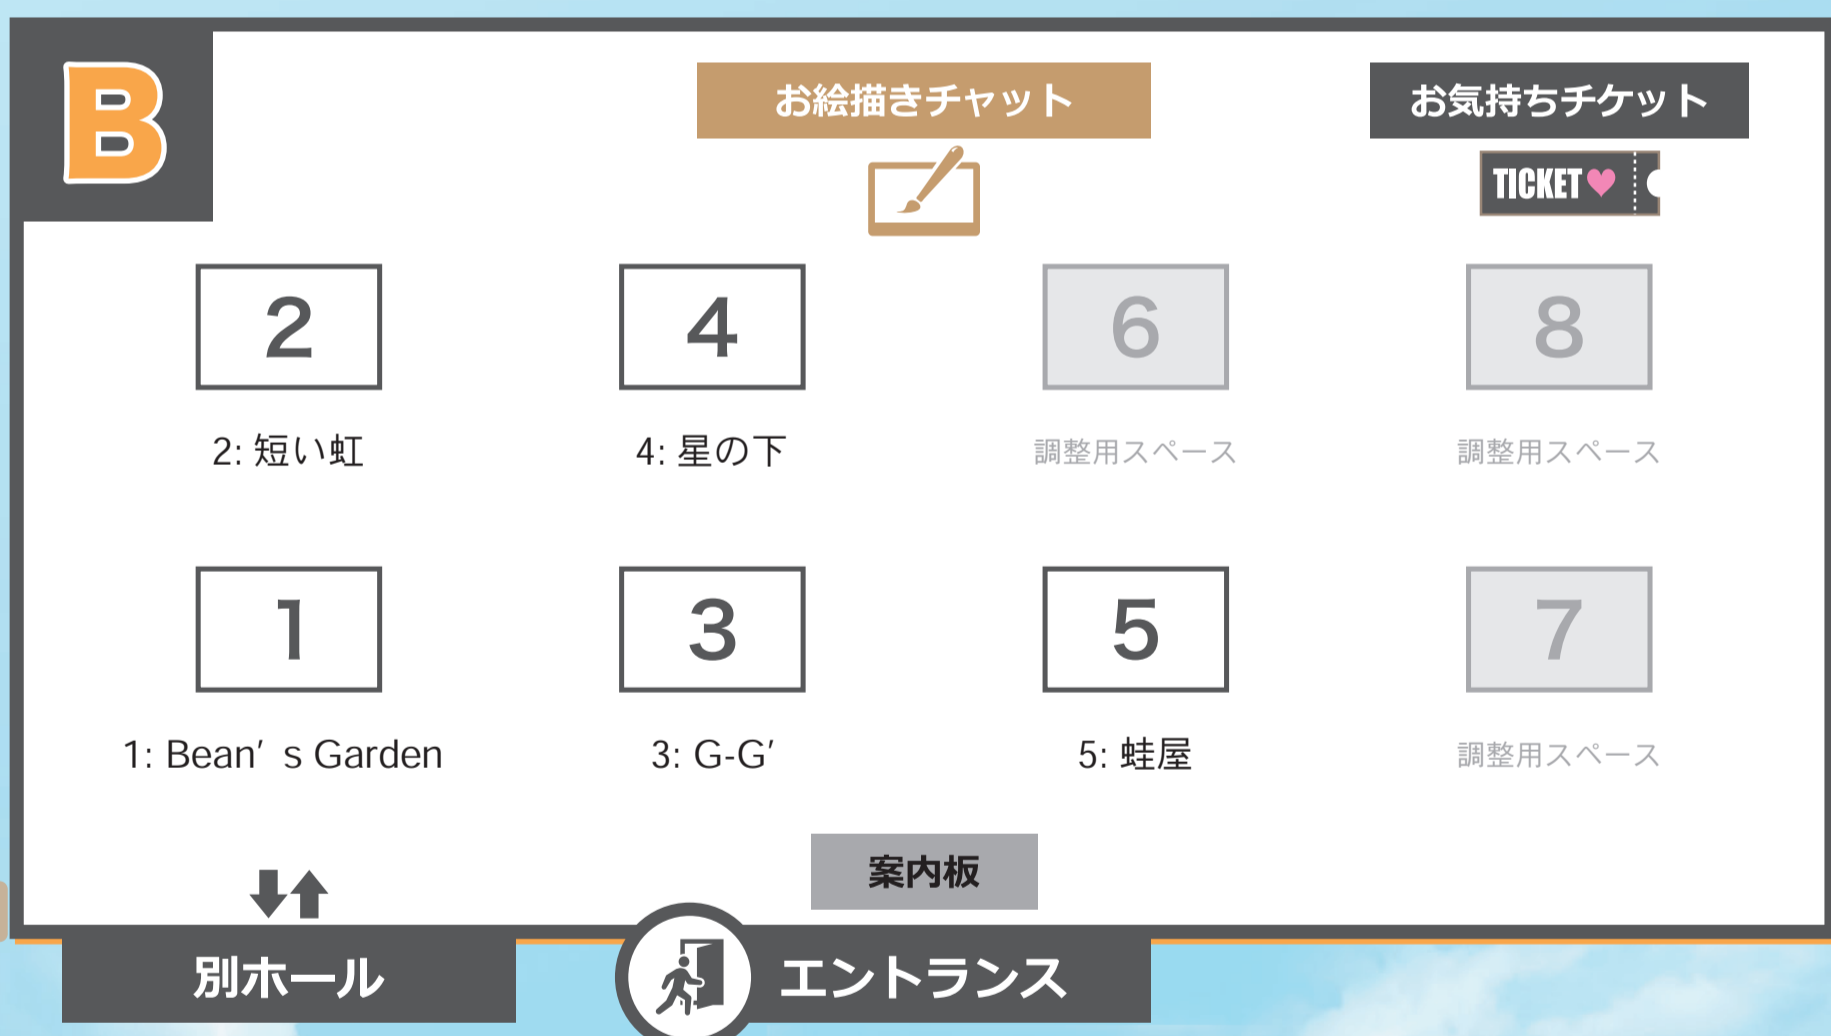 B
お絵描きチャット
お気持ちチケット
TICKET
2
4
6
8
2: 短い虹
4: 星の下
調整用スペース
調整用スペース
1
3
5
7
1: Bean’ s Garden
3: G-G’
5: 蛙屋
調整用スペース
案内板
別ホール
エントランス